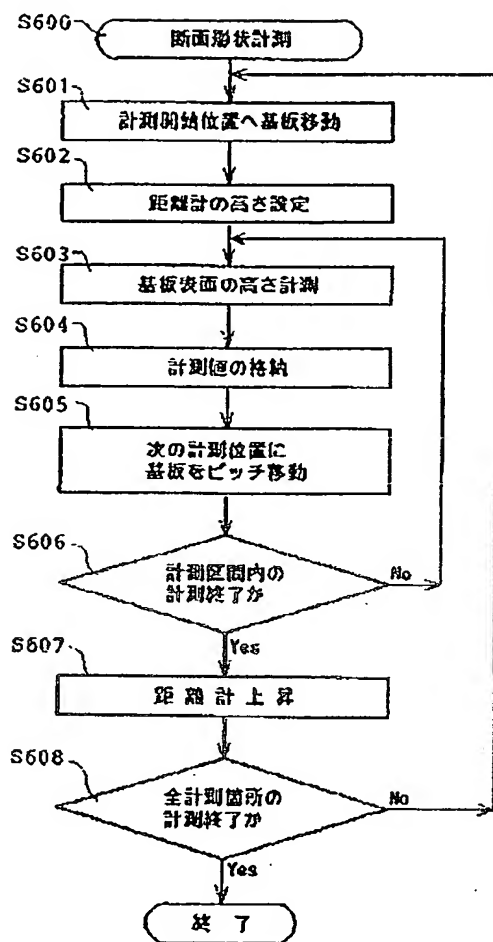 S600
断面形状計測
S601
計測開始位置へ基板移動
S602
距離計の高さ設定
S603
基板表面の高さ計測
S604
計測値の格納
S605
次の計測位置に
基板をピッチ移動
S606
計測区間内の
計測終了か
No
Yes
S607
距離計上昇
S608
全計測箇所の
計測終了か
No
Yes
終了